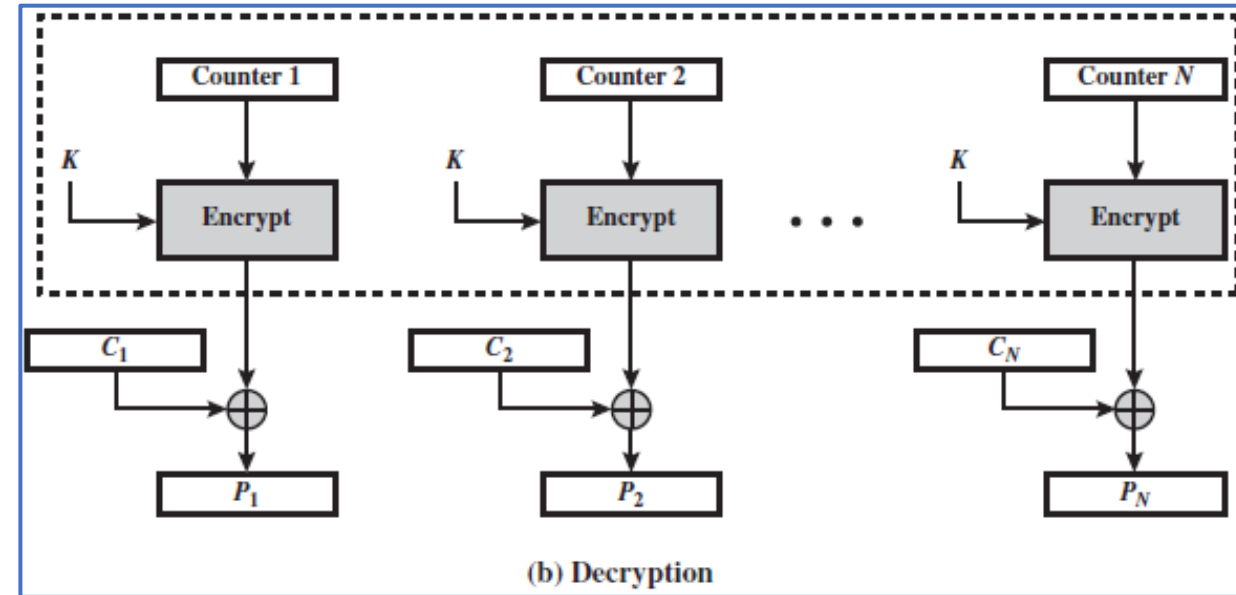 Counter 1 Counter 2 Counter N
K K K
Encrypt Encrypt • • • Encrypt
C1 C2 CN
P1 P2 PN
(b) Decryption